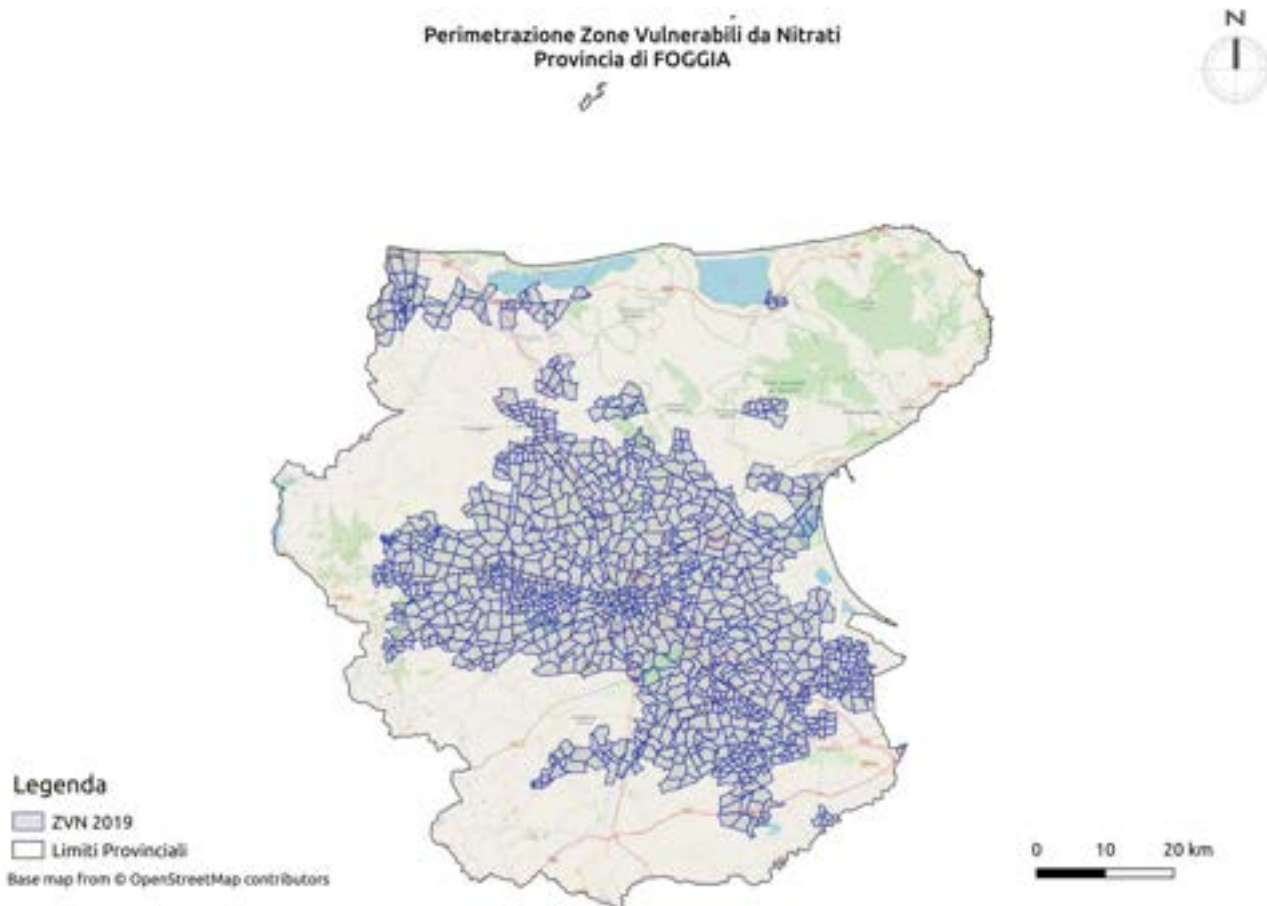 Perimetrazione Zone Vulnerabili da Nitrati
Provincia di FOGGIA
N
Legenda
ZVN 2019
Limiti Provinciali
Base map from © OpenStreetMap contributors
0 10 20 km